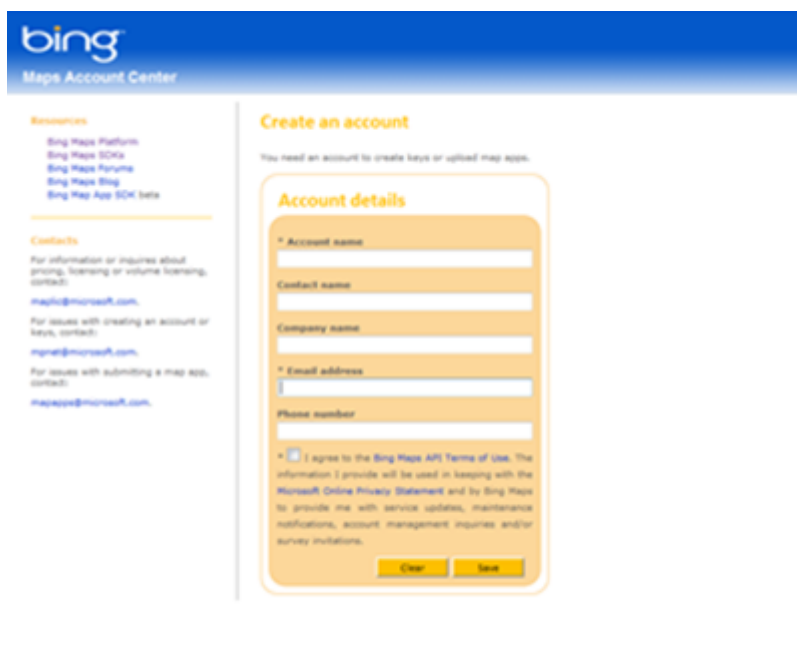 bing
Maps Account Center
Resources
Bing Maps Platform
Bing Maps SDKs
Bing Maps Forums
Bing Maps Blog
Bing Map App SDK beta
Contacts
For information or inquires about
pricing, licensing or volume licensing,
contact:
maplic@microsoft.com.
For issues with creating an account or
keys, contact:
mpnet@microsoft.com.
For issues with submitting a map app,
contact:
mapapps@microsoft.com.
Create an account
You need an account to create keys or upload map apps.
Account details
* Account name
Contact name
Company name
* Email address
Phone number
* I agree to the Bing Maps API Terms of Use. The
information I provide will be used in keeping with the
Microsoft Online Privacy Statement and by Bing Maps
to provide me with service updates, maintenance
notifications, account management inquiries and/or
survey invitations.
Clear Save